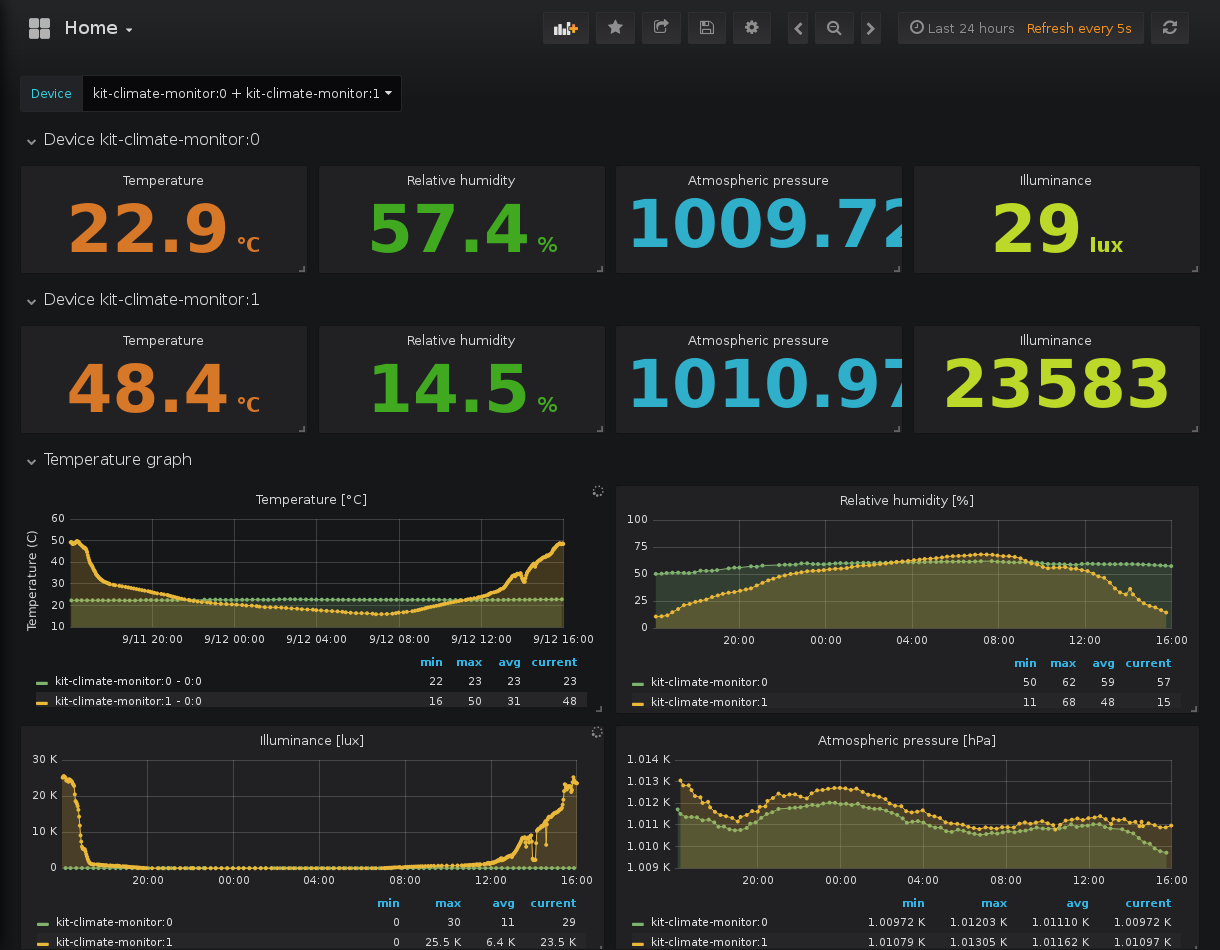 Home
Last 24 hours Refresh every 5s
Device kit-climate-monitor:0 + kit-climate-monitor:1
Device kit-climate-monitor:0
Temperature Relative humidity Atmospheric pressure Illuminance
22.9 °C 57.4 % 1009.72 29 lux
Device kit-climate-monitor:1
Temperature Relative humidity Atmospheric pressure Illuminance
48.4 °C 14.5 % 1010.97 23583
Temperature graph
Temperature [°C]
Temperature (C)
60
50
40
30
20
10
9/11 20:00 9/12 00:00 9/12 04:00 9/12 08:00 9/12 12:00 9/12 16:00
min max avg current
kit-climate-monitor:0 - 0:0 22 23 23 23
kit-climate-monitor:1 - 0:0 16 50 31 48
Relative humidity [%]
100
75
50
25
0
20:00 00:00 04:00 08:00 12:00 16:00
min max avg current
kit-climate-monitor:0 50 62 59 57
kit-climate-monitor:1 11 68 48 15
Illuminance [lux]
30 K
20 K
10 K
0
20:00 00:00 04:00 08:00 12:00 16:00
min max avg current
kit-climate-monitor:0 0 30 11 29
kit-climate-monitor:1 0 25.5 K 6.4 K 23.5 K
Atmospheric pressure [hPa]
1.014 K
1.013 K
1.012 K
1.011 K
1.010 K
1.009 K
20:00 00:00 04:00 08:00 12:00 16:00
min max avg current
kit-climate-monitor:0 1.00972 K 1.01203 K 1.01110 K 1.00972 K
kit-climate-monitor:1 1.01079 K 1.01305 K 1.01162 K 1.01097 K